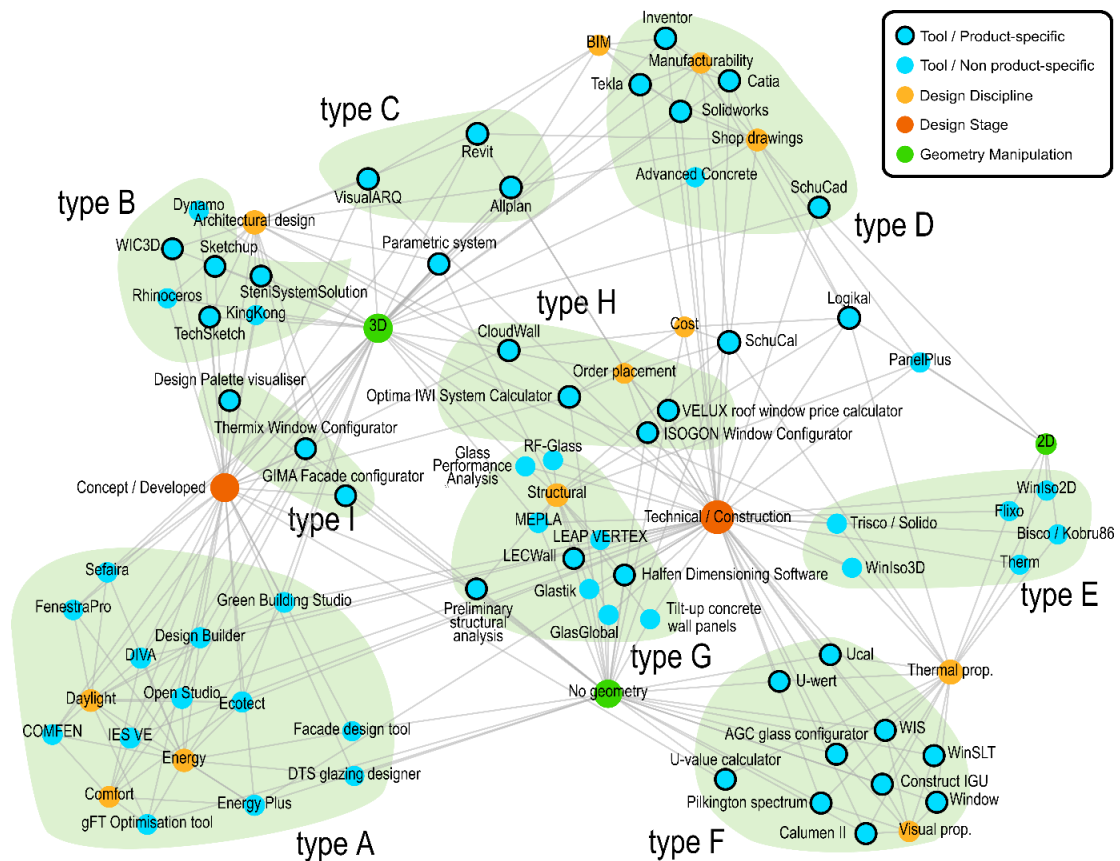 Inventor
BIM
Manufacturability
Tekla
Catia
Solidworks
Shop drawings
Advanced Concrete
SchuCad
type D
Tool / Product-specific
Tool / Non product-specific
Design Discipline
Design Stage
Geometry Manipulation
type C
Revit
VisualARQ
Allplan
type B
Dynamo
Architectural design
WIC3D
Sketchup
SteniSystemSolution
Rhinoceros
KingKong
TechSketch
Parametric system
3D
type H
CloudWall
Cost
SchuCal
Logikal
PanelPlus
Order placement
Optima IWI System Calculator
VELUX roof window price calculator
ISOGON Window Configurator
Design Palette visualiser
Thermix Window Configurator
GIMA Facade configurator
type I
Concept / Developed
RF-Glass
Glass
Performance
Analysis
Structural
MEPLA
LEAP VERTEX
LECWall
Halfen Dimensioning Software
Glastik
Preliminary
structural
analysis
GlasGlobal
Tilt-up concrete
wall panels
type G
Technical / Construction
2D
WinIso2D
Flixo
Trisco / Solido
Bisco / Kobru86
WinIso3D
Therm
type E
Sefaira
FenestraPro
Green Building Studio
Design Builder
DIVA
Daylight
Open Studio
Ecotect
COMFEN
IES VE
Energy
Facade design tool
DTS glazing designer
Comfort
Energy Plus
gFT Optimisation tool
type A
No geometry
Ucal
U-wert
Thermal prop.
WIS
AGC glass configurator
WinSLT
U-value calculator
Construct IGU
Pilkington spectrum
Window
Calumen II
Visual prop.
type F